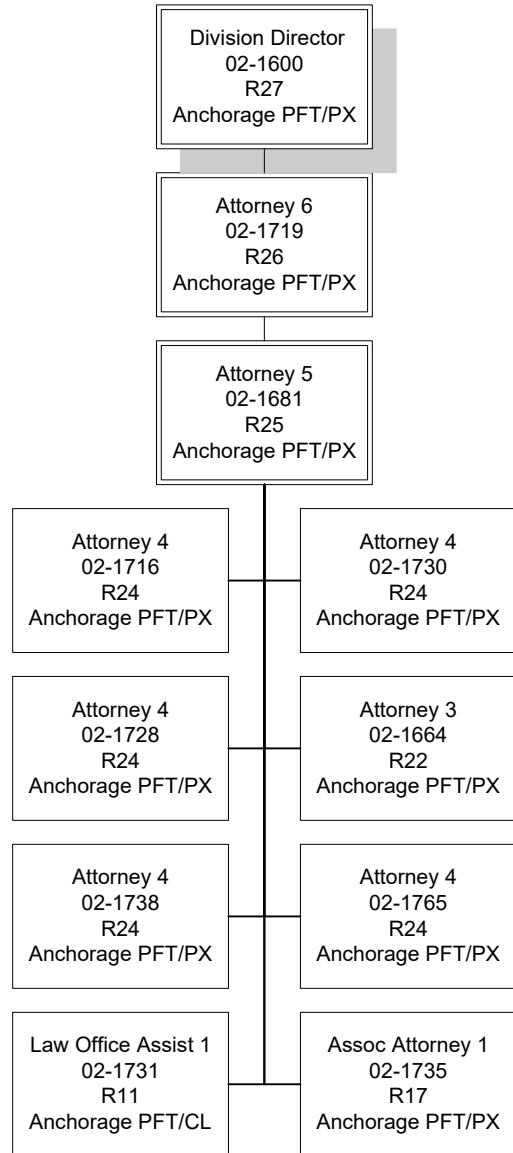 Division Director
02-1600
R27
Anchorage PFT/PX
Attorney 6
02-1719
R26
Anchorage PFT/PX
Attorney 5
02-1681
R25
Anchorage PFT/PX
Attorney 4
02-1716
R24
Anchorage PFT/PX
Attorney 4
02-1730
R24
Anchorage PFT/PX
Attorney 4
02-1728
R24
Anchorage PFT/PX
Attorney 3
02-1664
R22
Anchorage PFT/PX
Attorney 4
02-1738
R24
Anchorage PFT/PX
Attorney 4
02-1765
R24
Anchorage PFT/PX
Law Office Assist 1
02-1731
R11
Anchorage PFT/CL
Assoc Attorney 1
02-1735
R17
Anchorage PFT/PX